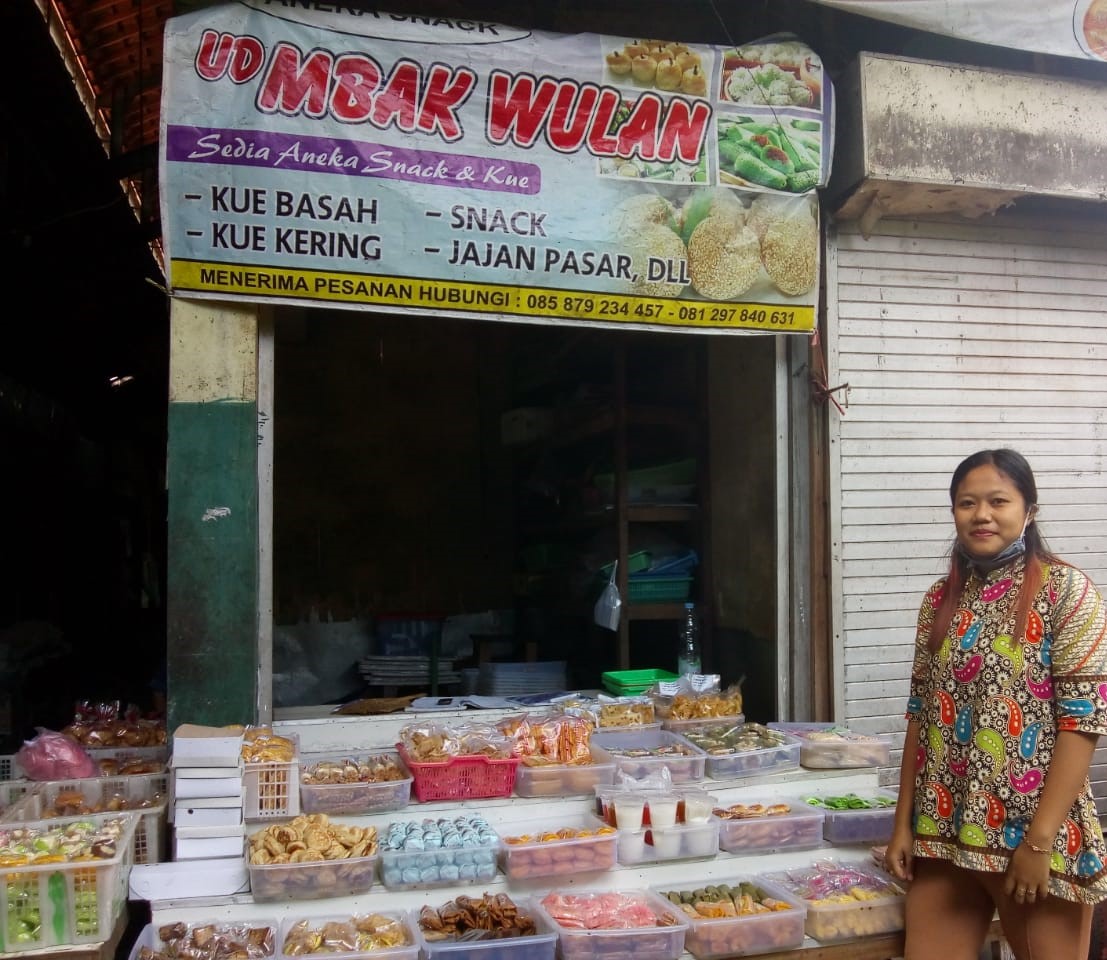 ANEKA SNACK
UD MBAK WULAN
Sedia Aneka Snack & Kue
- KUE BASAH
- KUE KERING
- SNACK
- JAJAN PASAR, DLL
MENERIMA PESANAN HUBUNGI : 085 879 234 457 - 081 297 840 631